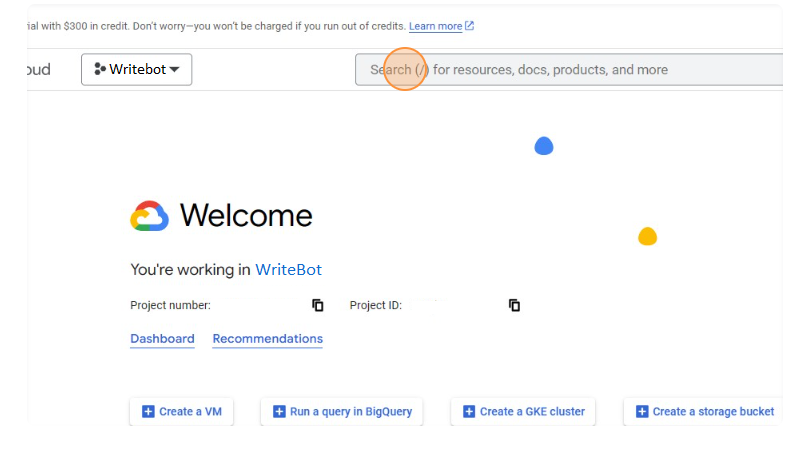 ial with $300 in credit. Don't worry—you won't be charged if you run out of credits. Learn more
oud Writebot Search (/) for resources, docs, products, and more
Welcome
You're working in WriteBot
Project number: Project ID:
Dashboard Recommendations
Create a VM Run a query in BigQuery Create a GKE cluster Create a storage bucket